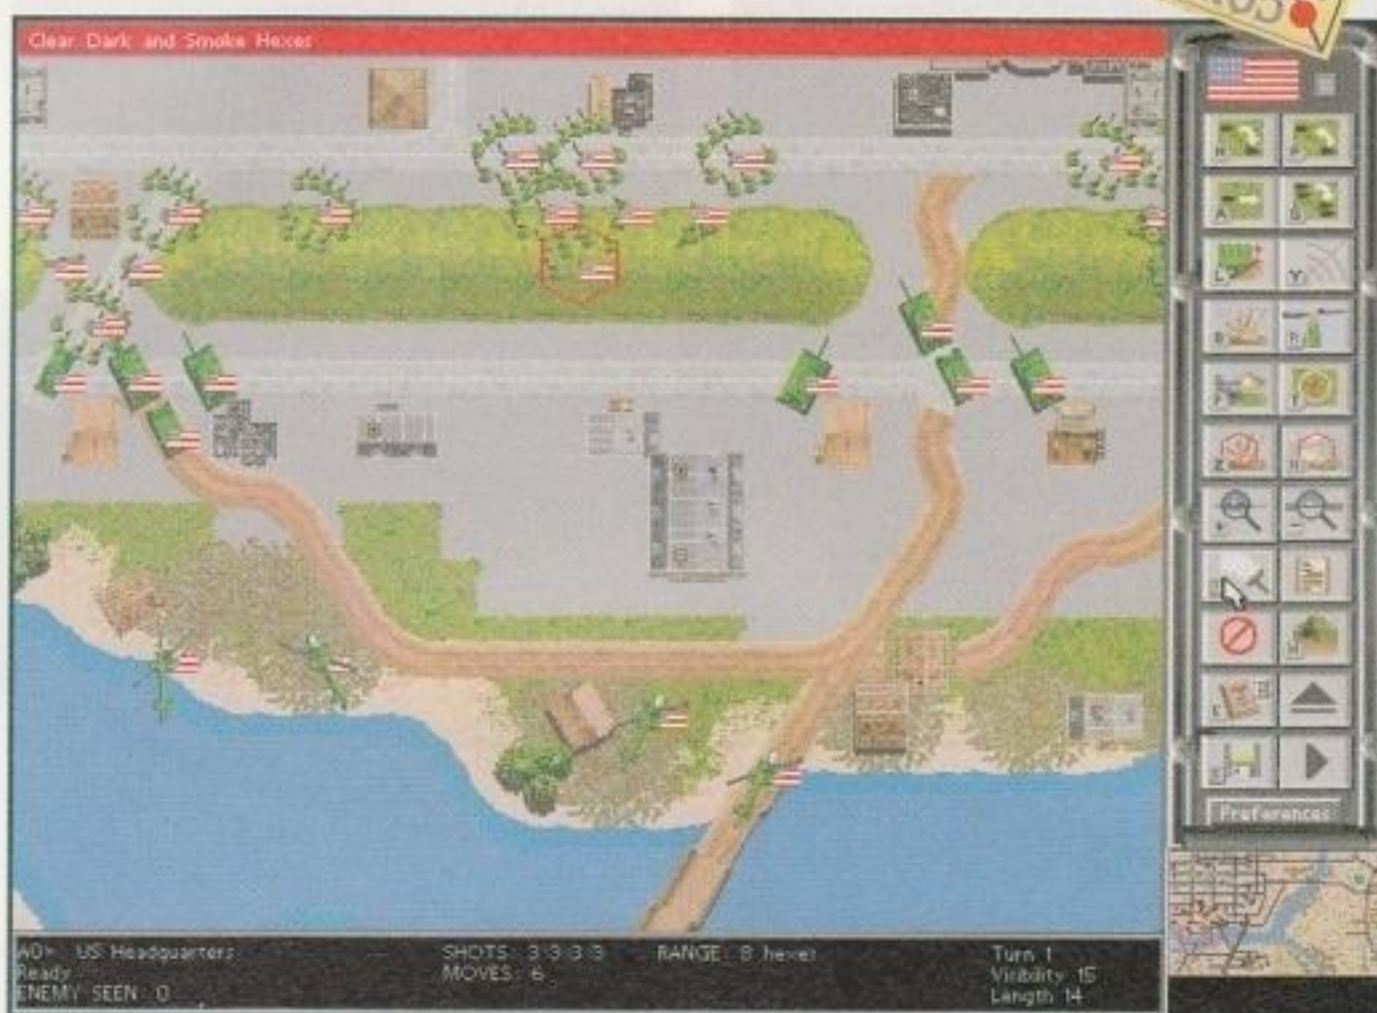 Clear Dark and Smoke Hexes
Preferences
A0> US Headquarters
Ready
ENEMY SEEN: 0
SHOTS 3 3 3 3
MOVES: 6
RANGE: 8 hexes
Turn 1
Visibility 15
Length 14